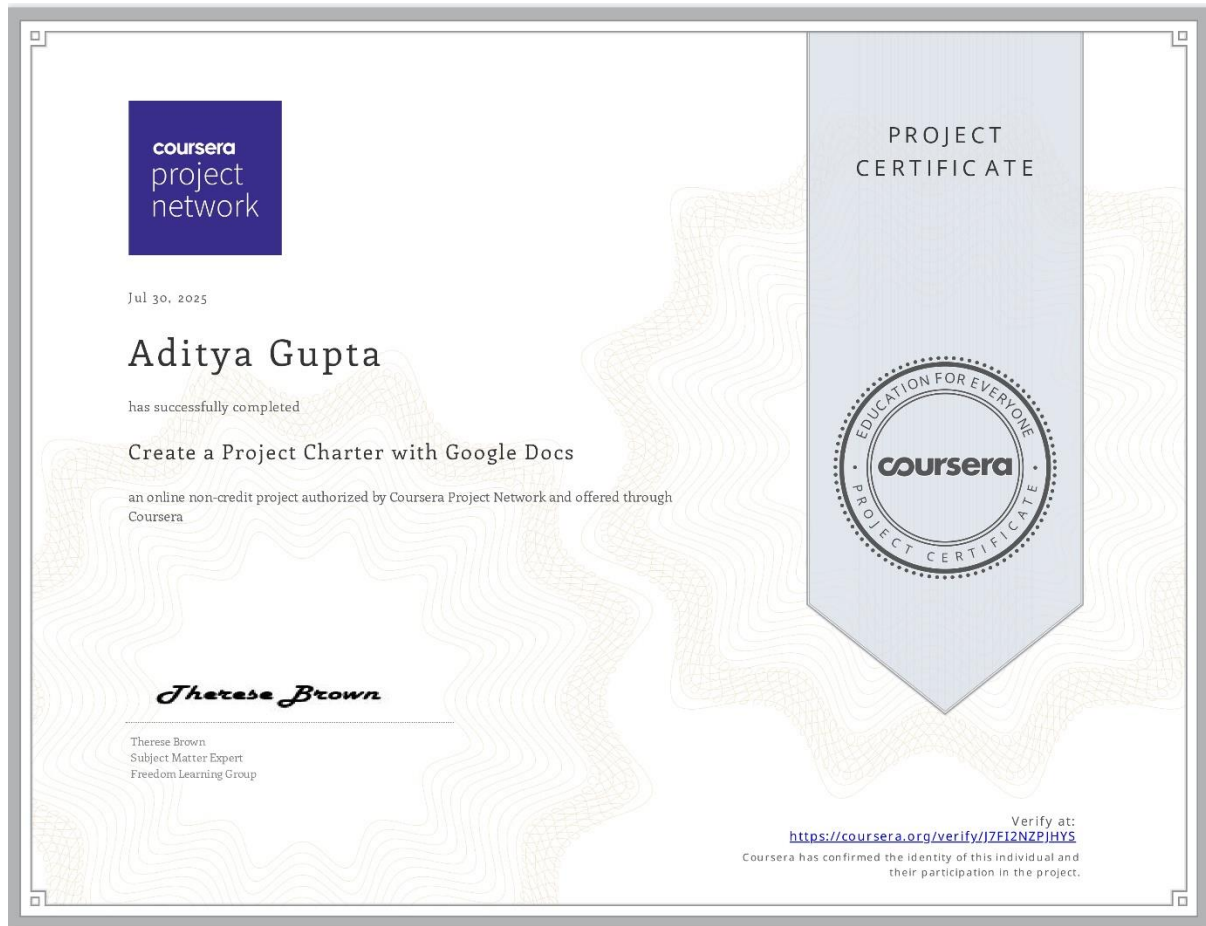 coursera
project
network
PROJECT
CERTIFICATE
Jul 30, 2025
Aditya Gupta
has successfully completed
Create a Project Charter with Google Docs
an online non-credit project authorized by Coursera Project Network and offered through
Coursera
EDUCATION FOR EVERYONE
coursera
PROJECT CERTIFICATE
Therese Brown
Therese Brown
Subject Matter Expert
Freedom Learning Group
Verify at:
https://coursera.org/verify/J7FI2NZPJHYS
Coursera has confirmed the identity of this individual and
their participation in the project.